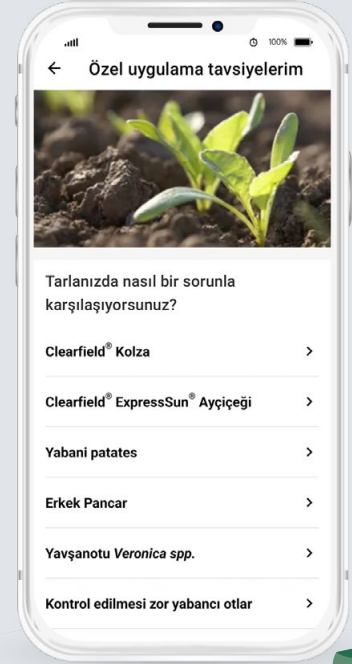 100%
← Özel uygulama tavsiyelerim
Tarlanızda nasıl bir sorunla
karşılaşıyorsunuz?
Clearfield® Kolza
Clearfield® ExpressSun® Ayçiçeği
Yabani patates
Erkek Pancar
Yavşanotu Veronica spp.
Kontrol edilmesi zor yabancı otlar